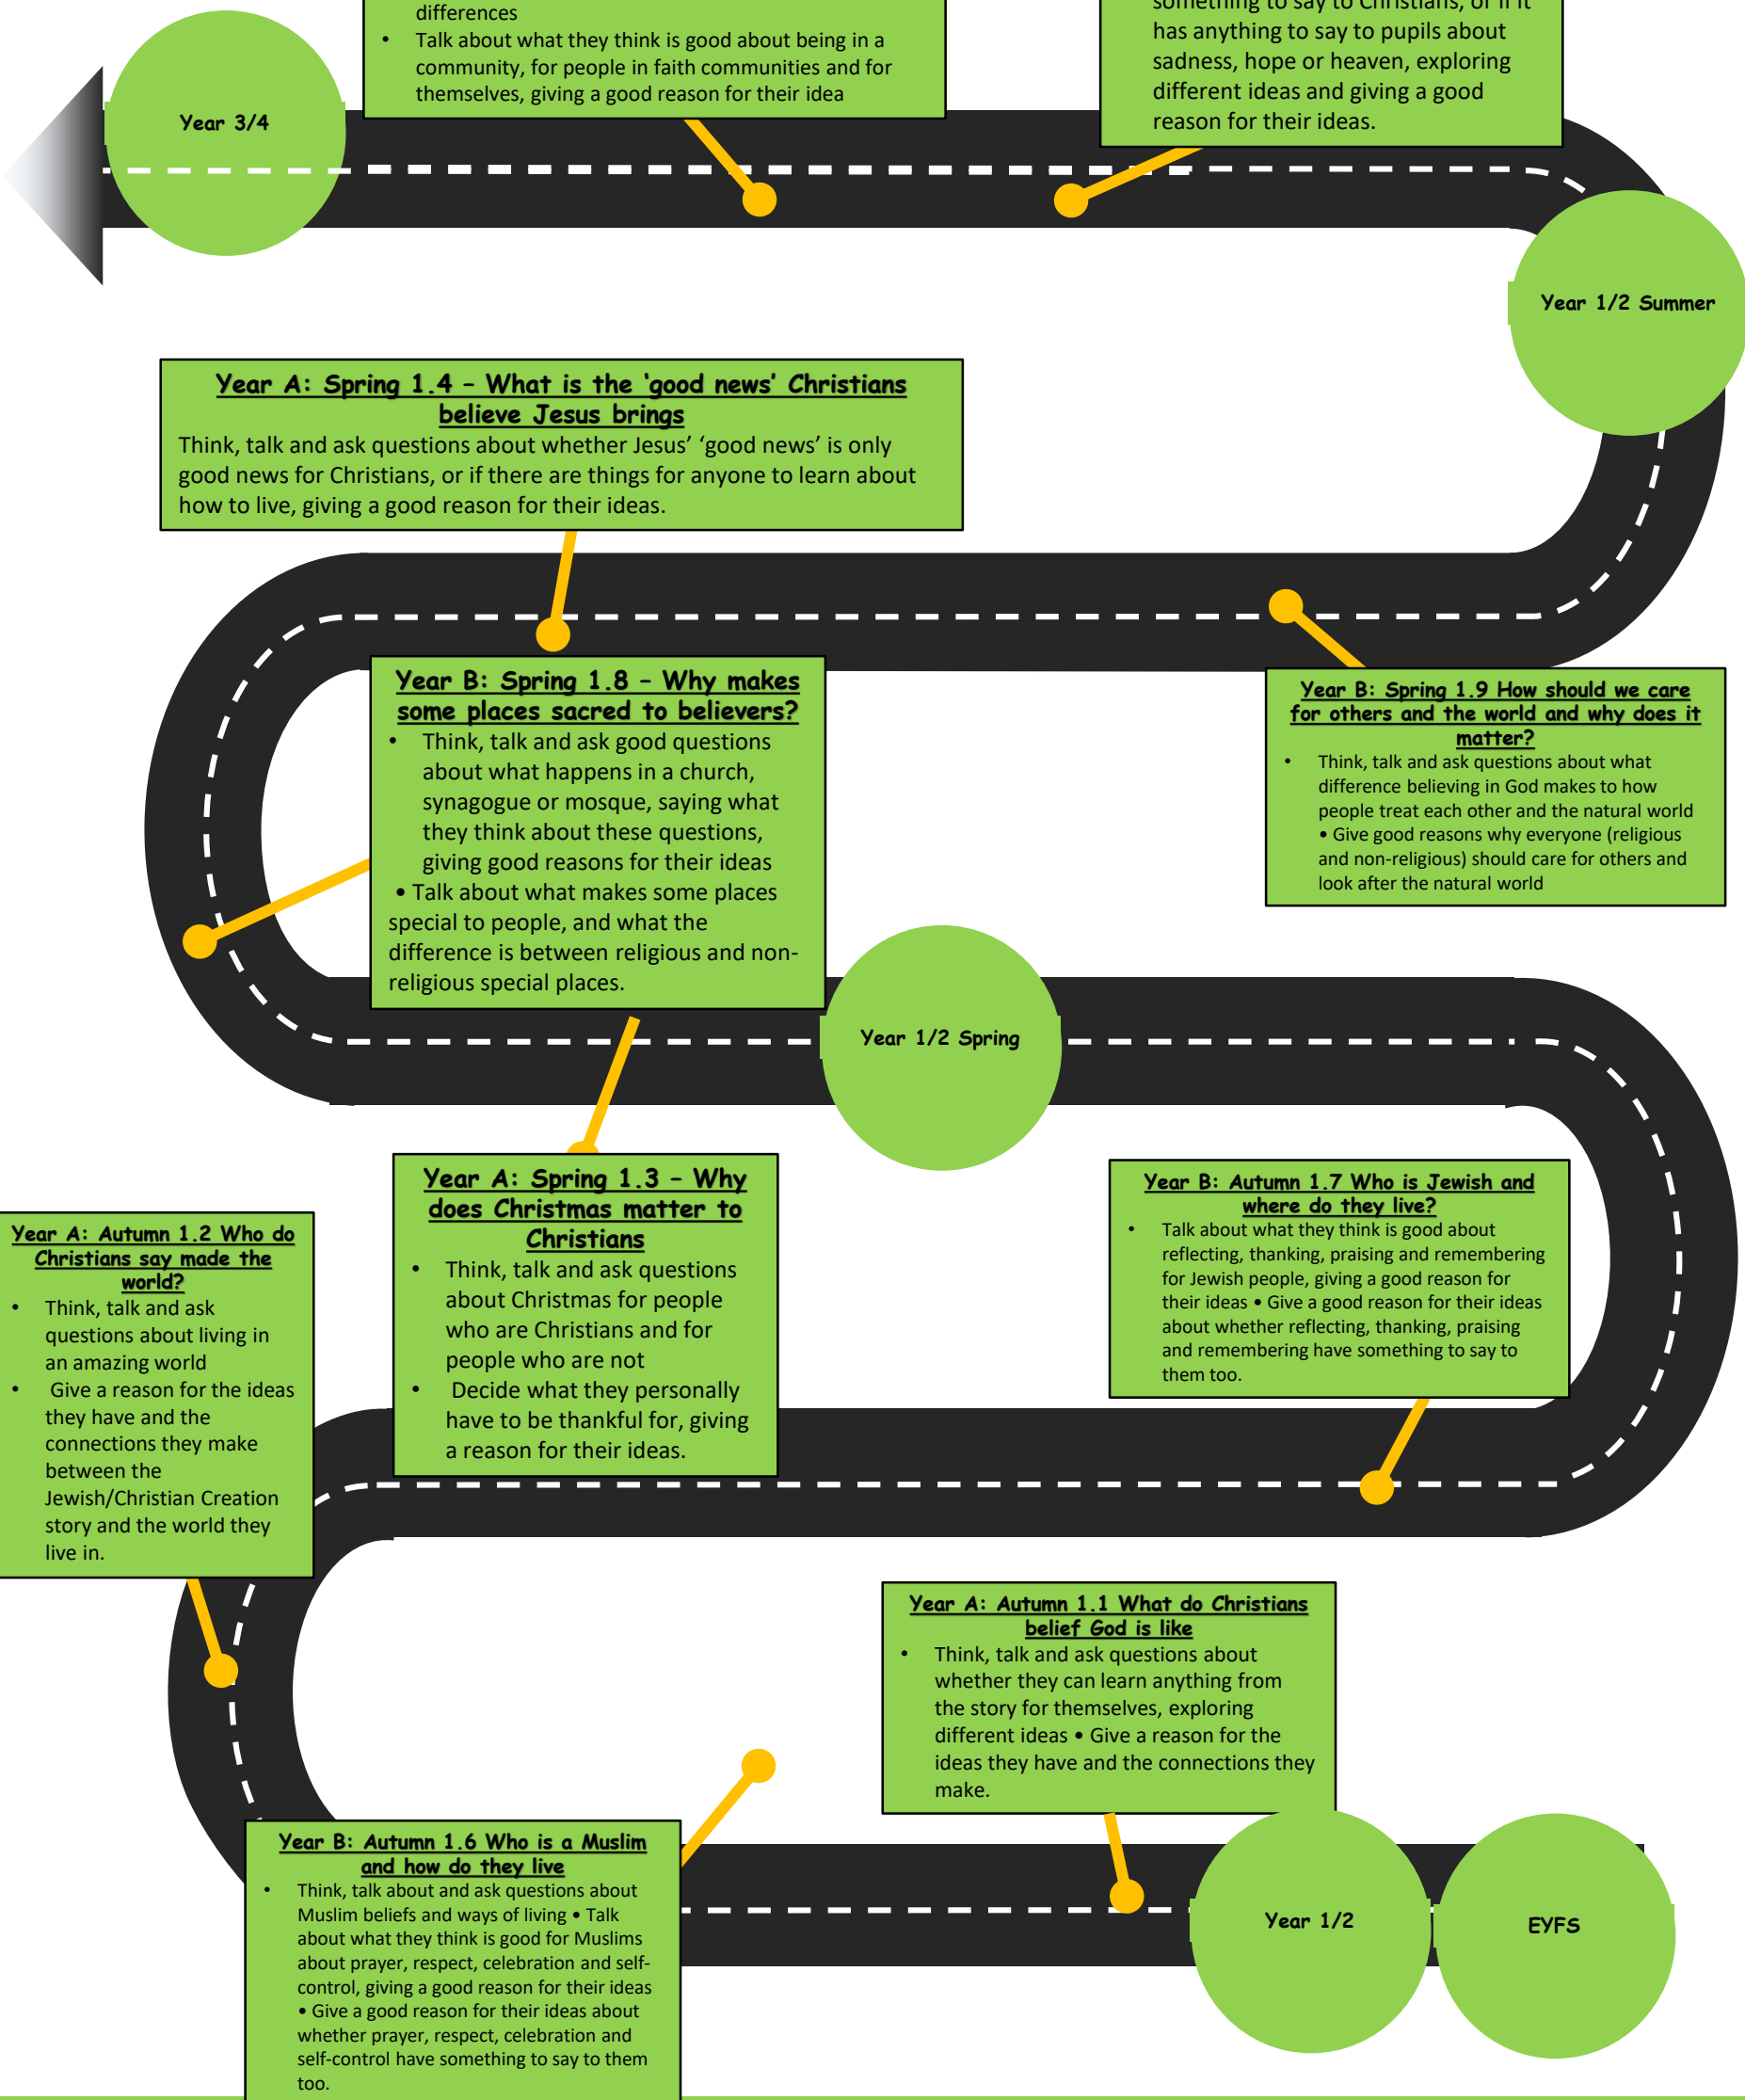 differences
• Talk about what they think is good about being in a
community, for people in faith communities and for
themselves, giving a good reason for their idea
something to say to Christians, or if it
has anything to say to pupils about
sadness, hope or heaven, exploring
different ideas and giving a good
reason for their ideas.
Year 3/4
Year 1/2 Summer
Year A: Spring 1.4 – What is the ‘good news’ Christians
believe Jesus brings
Think, talk and ask questions about whether Jesus’ ‘good news’ is only
good news for Christians, or if there are things for anyone to learn about
how to live, giving a good reason for their ideas.
Year B: Spring 1.8 – Why makes
some places sacred to believers?
• Think, talk and ask good questions
about what happens in a church,
synagogue or mosque, saying what
they think about these questions,
giving good reasons for their ideas
• Talk about what makes some places
special to people, and what the
difference is between religious and non-
religious special places.
Year B: Spring 1.9 How should we care
for others and the world and why does it
matter?
• Think, talk and ask questions about what
difference believing in God makes to how
people treat each other and the natural world
• Give good reasons why everyone (religious
and non-religious) should care for others and
look after the natural world
Year 1/2 Spring
Year A: Spring 1.3 – Why
does Christmas matter to
Christians
• Think, talk and ask questions
about Christmas for people
who are Christians and for
people who are not
• Decide what they personally
have to be thankful for, giving
a reason for their ideas.
Year B: Autumn 1.7 Who is Jewish and
where do they live?
• Talk about what they think is good about
reflecting, thanking, praising and remembering
for Jewish people, giving a good reason for
their ideas • Give a good reason for their ideas
about whether reflecting, thanking, praising
and remembering have something to say to
them too.
Year A: Autumn 1.2 Who do
Christians say made the
world?
• Think, talk and ask
questions about living in
an amazing world
• Give a reason for the ideas
they have and the
connections they make
between the
Jewish/Christian Creation
story and the world they
live in.
Year A: Autumn 1.1 What do Christians
belief God is like
• Think, talk and ask questions about
whether they can learn anything from
the story for themselves, exploring
different ideas • Give a reason for the
ideas they have and the connections they
make.
Year B: Autumn 1.6 Who is a Muslim
and how do they live
• Think, talk about and ask questions about
Muslim beliefs and ways of living • Talk
about what they think is good for Muslims
about prayer, respect, celebration and self-
control, giving a good reason for their ideas
• Give a good reason for their ideas about
whether prayer, respect, celebration and
self-control have something to say to them
too.
Year 1/2
EYFS